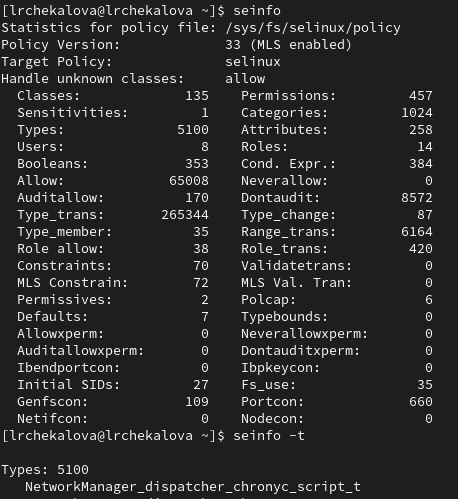 [lrchekalova@lrchekalova ~]$ seinfo
Statistics for policy file: /sys/fs/selinux/policy
Policy Version:             33 (MLS enabled)
Target Policy:              selinux
Handle unknown classes:     allow
  Classes:             135    Permissions:         457
  Sensitivities:         1    Categories:         1024
  Types:              5100    Attributes:          258
  Users:                 8    Roles:                14
  Booleans:            353    Cond. Expr.:         384
  Allow:             65008    Neverallow:            0
  Auditallow:          170    Dontaudit:          8572
  Type_trans:       265344    Type_change:          87
  Type_member:          35    Range_trans:        6164
  Role allow:           38    Role_trans:          420
  Constraints:          70    Validatetrans:         0
  MLS Constrain:        72    MLS Val. Tran:         0
  Permissives:           2    Polcap:                6
  Defaults:              7    Typebounds:            0
  Allowxperm:            0    Neverallowxperm:       0
  Auditallowxperm:       0    Dontauditxperm:        0
  Ibendportcon:          0    Ibpkeycon:             0
  Initial SIDs:         27    Fs_use:               35
  Genfscon:            109    Portcon:             660
  Netifcon:              0    Nodecon:               0
[lrchekalova@lrchekalova ~]$ seinfo -t
Types: 5100
   NetworkManager_dispatcher_chronyc_script_t